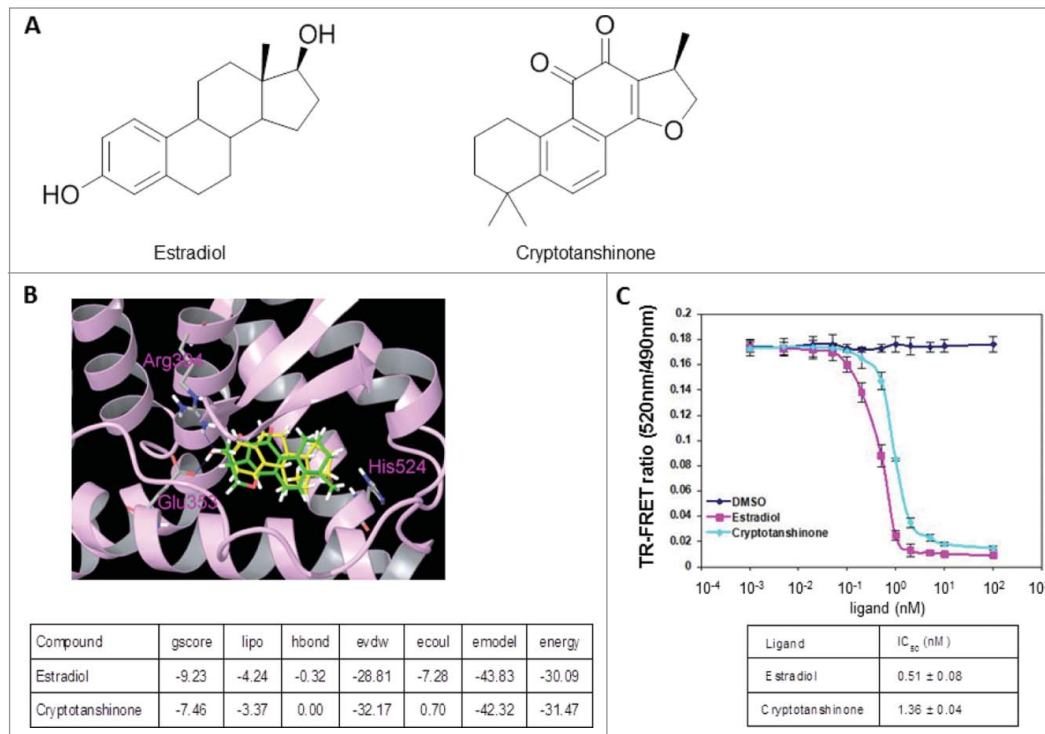 A
OH
HO
Estradiol
O
O
O
Cryptotanshinone
B
Arg394
His524
Glu353
Compound gscore lipo hbond evdw ecoul emodel energy
Estradiol -9.23 -4.24 -0.32 -28.81 -7.28 -43.83 -30.09
Cryptotanshinone -7.46 -3.37 0.00 -32.17 0.70 -42.32 -31.47
C
TR-FRET ratio (520nm/490nm)
0.2
0.18
0.16
0.14
0.12
0.1
0.08
0.06
0.04
0.02
0
DMSO
Estradiol
Cryptotanshinone
10⁻⁴ 10⁻³ 10⁻² 10⁻¹ 10⁰ 10¹ 10²
ligand (nM)
Ligand IC₅₀ (nM)
Estradiol 0.51 ± 0.08
Cryptotanshinone 1.36 ± 0.04